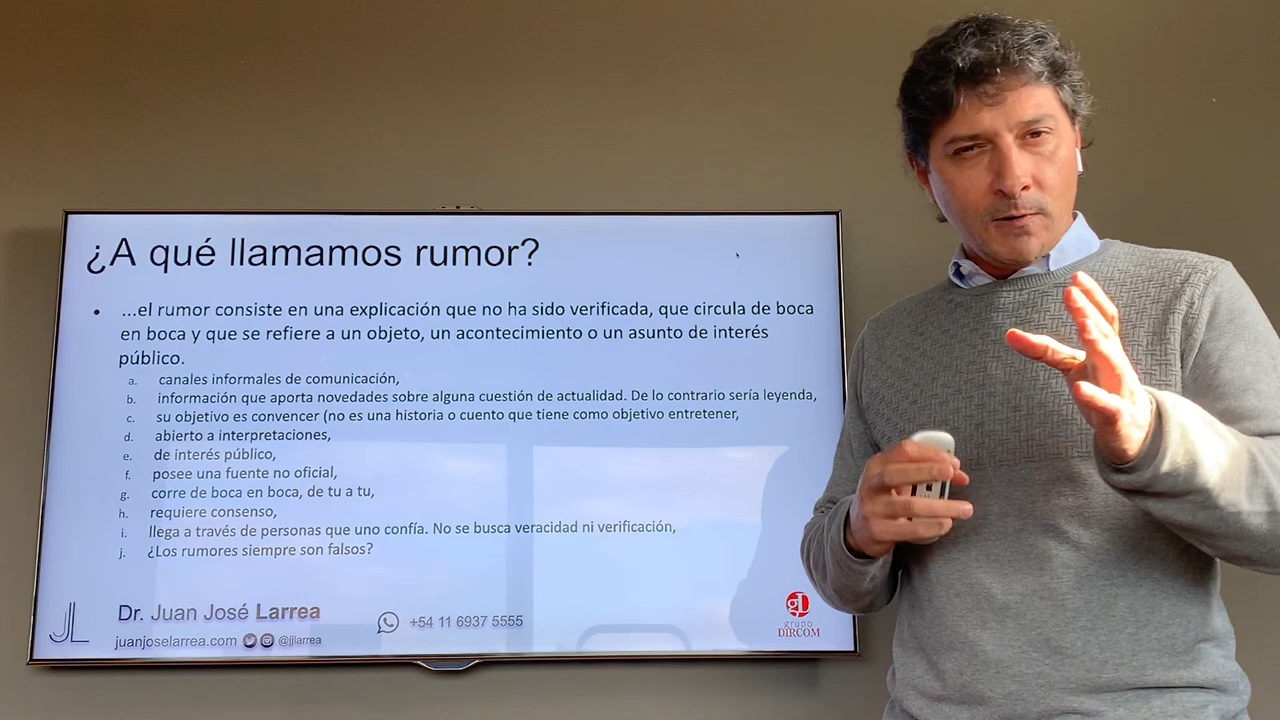 ¿A qué llamamos rumor?
• ...el rumor consiste en una explicación que no ha sido verificada, que circula de boca
en boca y que se refiere a un objeto, un acontecimiento o un asunto de interés
público.
a. canales informales de comunicación,
b. información que aporta novedades sobre alguna cuestión de actualidad. De lo contrario sería leyenda,
c. su objetivo es convencer (no es una historia o cuento que tiene como objetivo entretener,
d. abierto a interpretaciones,
e. de interés público,
f. posee una fuente no oficial,
g. corre de boca en boca, de tu a tu,
h. requiere consenso,
i. llega a través de personas que uno confía. No se busca veracidad ni verificación,
j. ¿Los rumores siempre son falsos?
JL
Dr. Juan José Larrea
juanjoselarrea.com @jjlarrea
+54 11 6937 5555
gD
grupo
DIRCOM